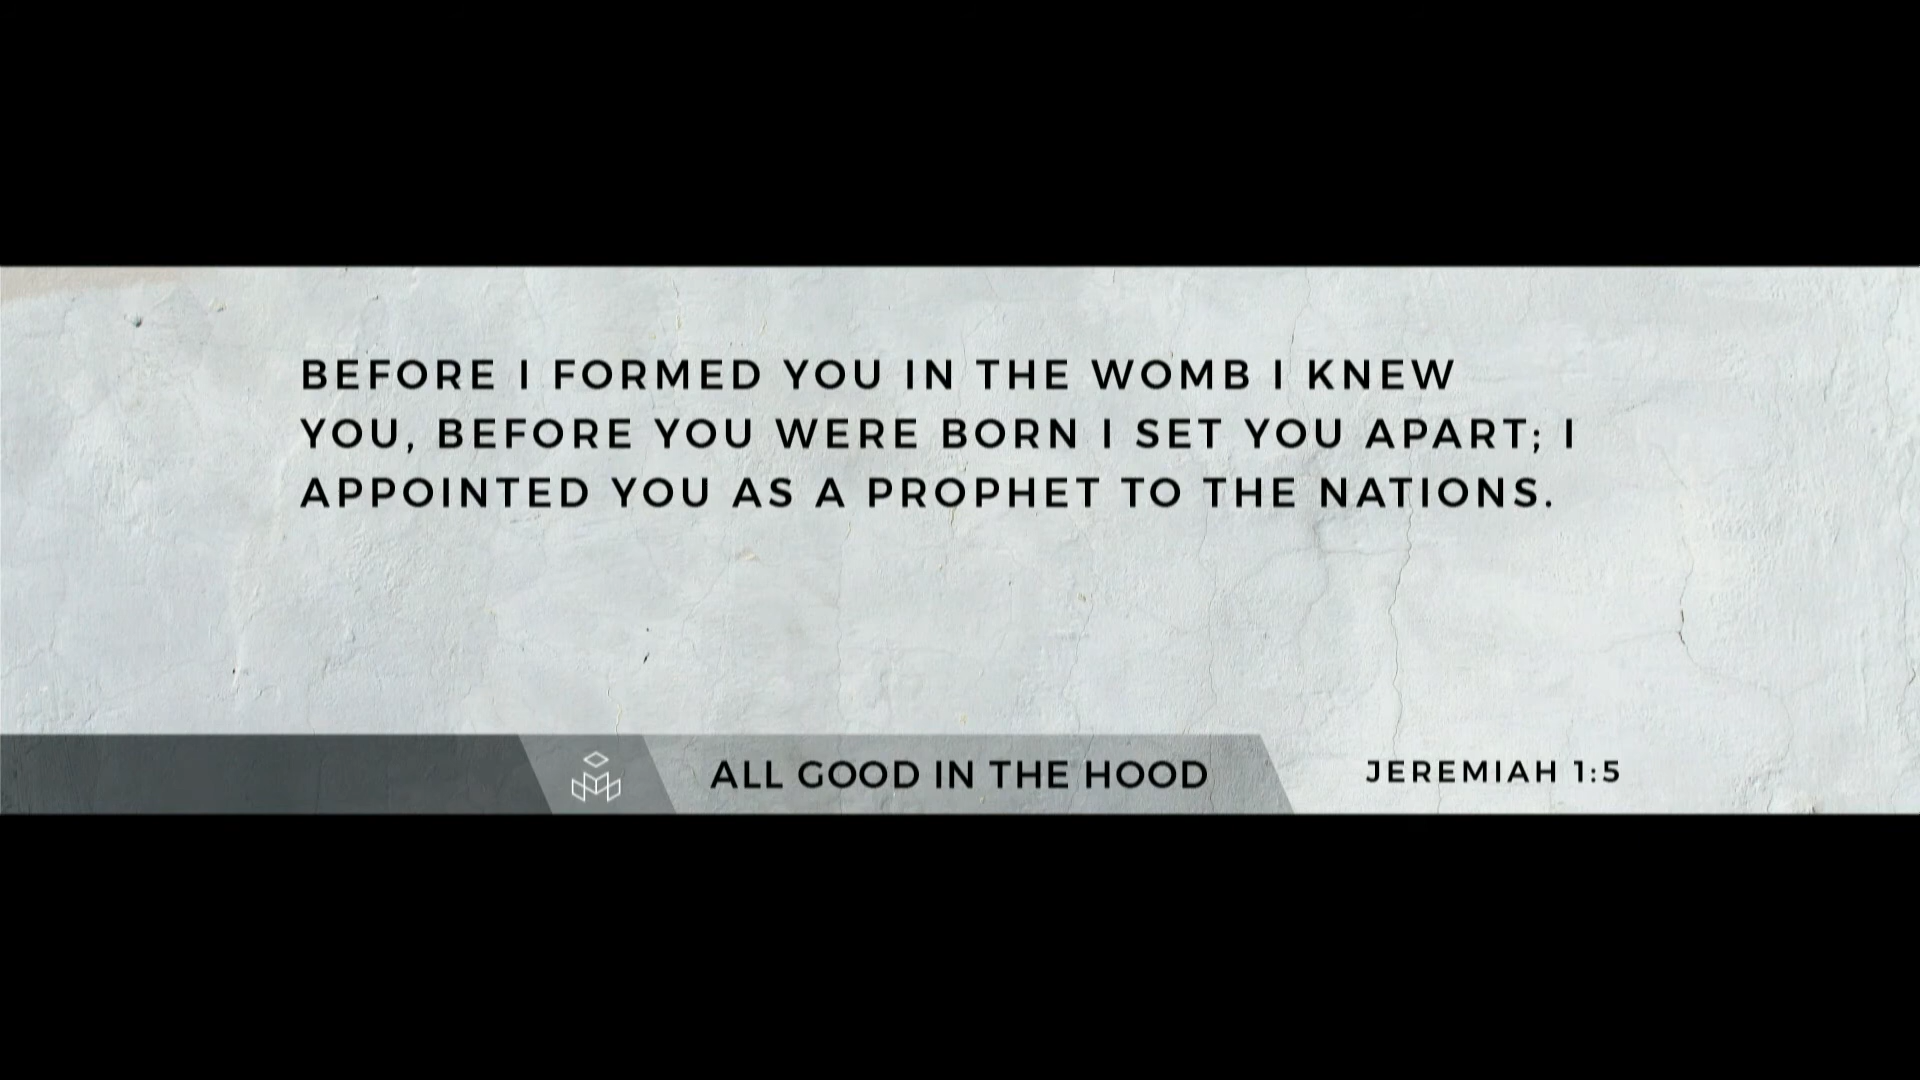 BEFORE I FORMED YOU IN THE WOMB I KNEW
YOU, BEFORE YOU WERE BORN I SET YOU APART; I
APPOINTED YOU AS A PROPHET TO THE NATIONS.
ALL GOOD IN THE HOOD
JEREMIAH 1:5